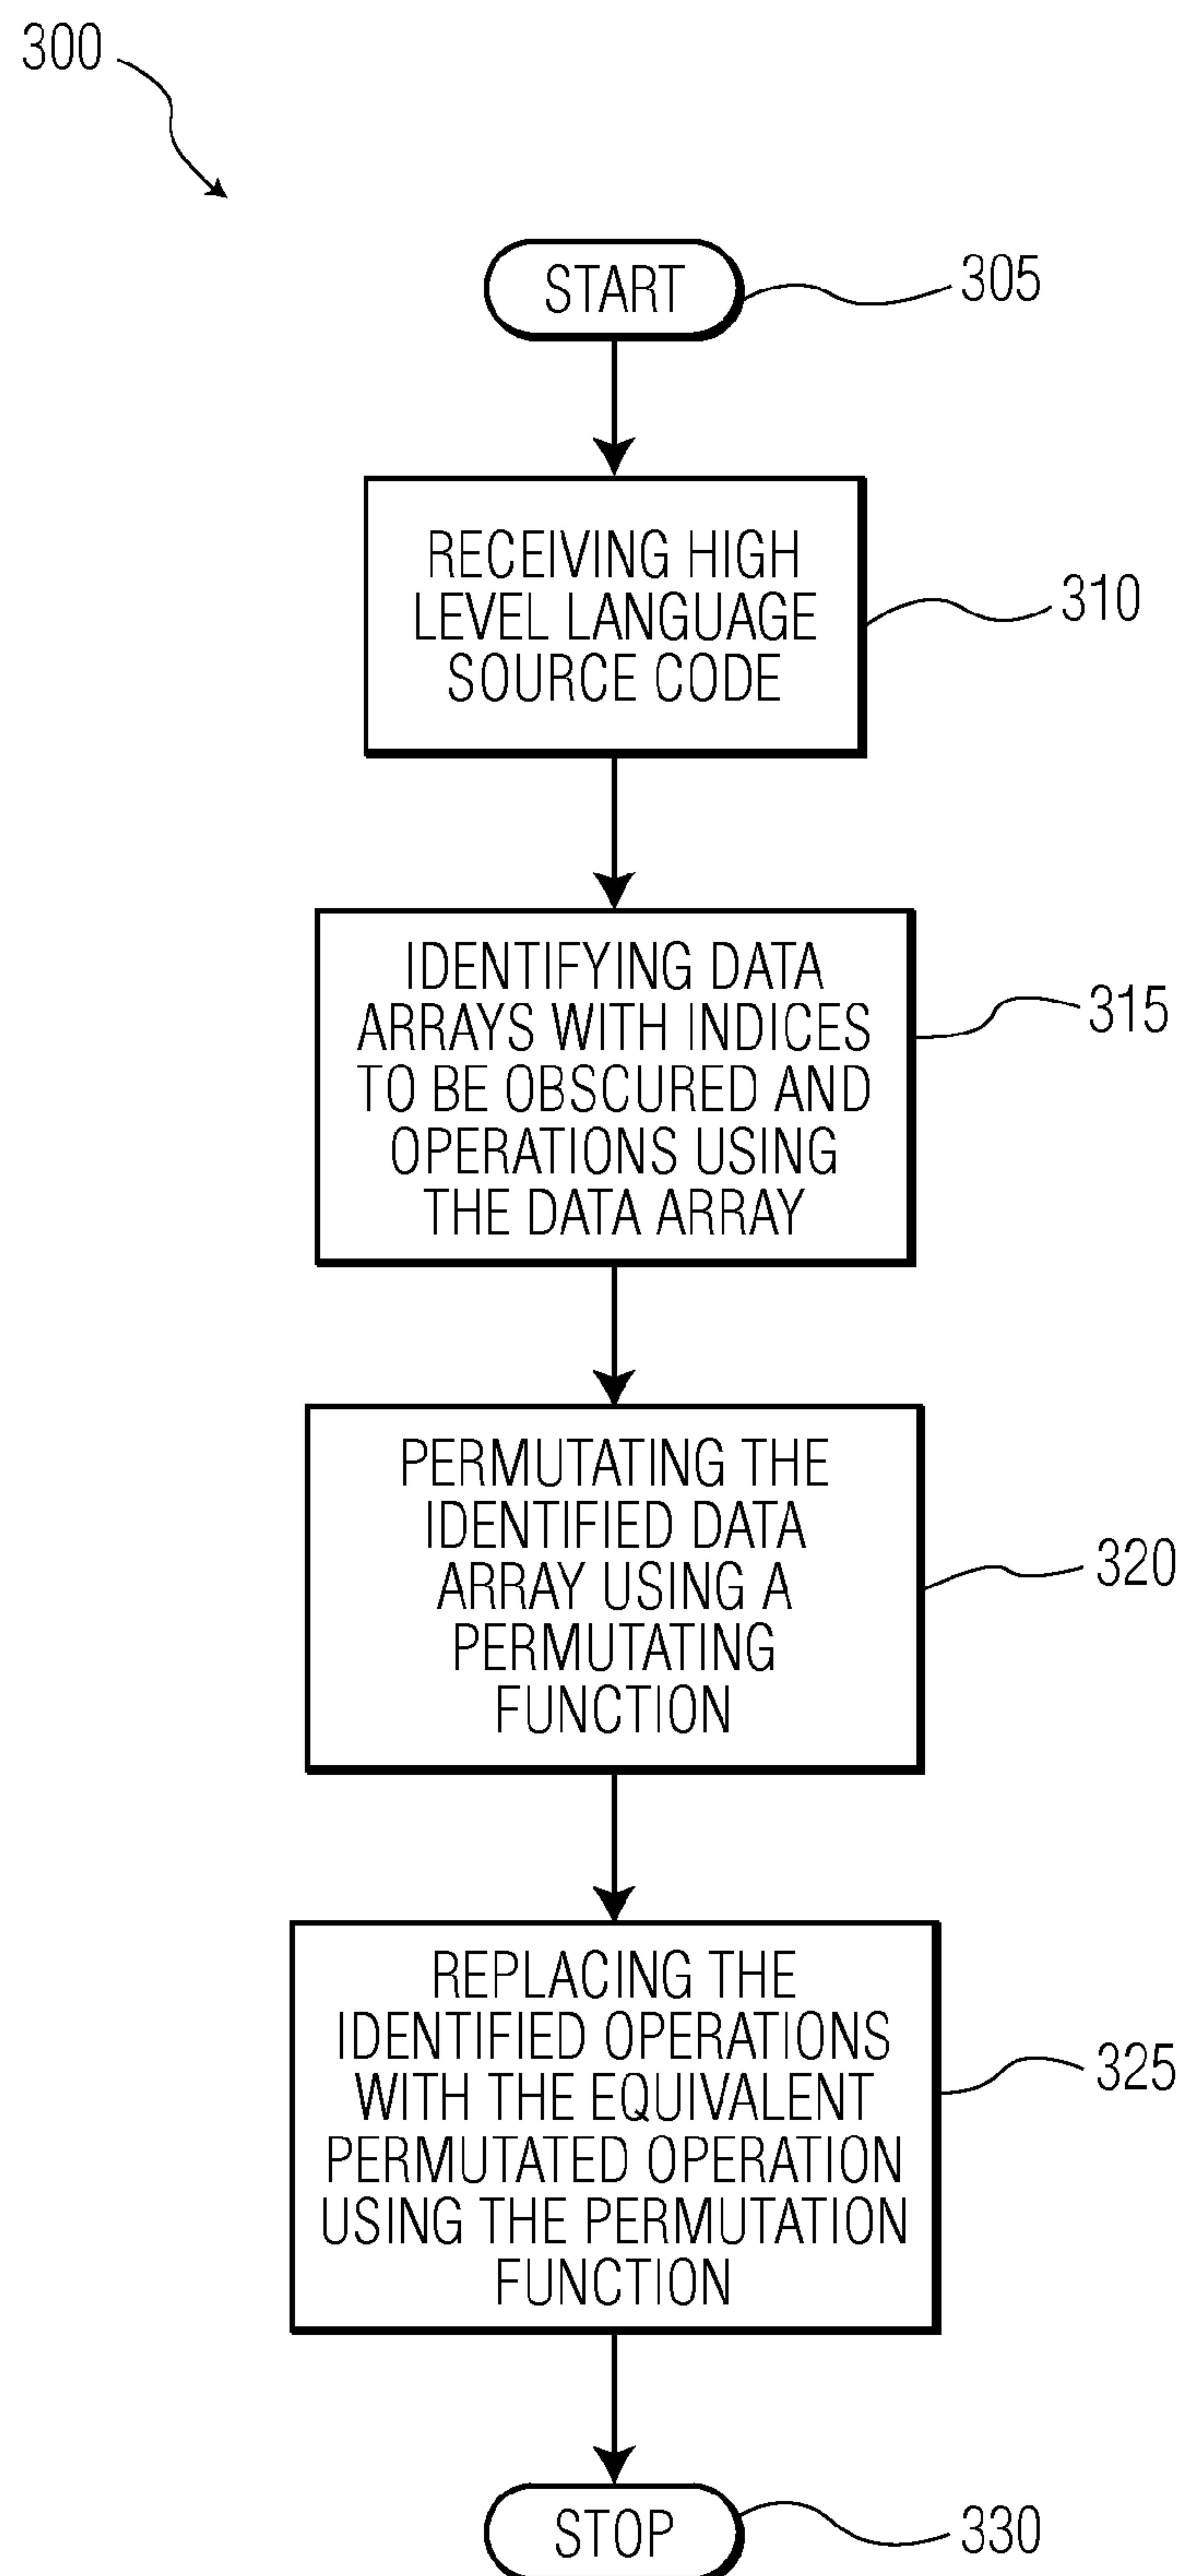 300
START
305
RECEIVING HIGH
LEVEL LANGUAGE
SOURCE CODE
310
IDENTIFYING DATA
ARRAYS WITH INDICES
TO BE OBSCURED AND
OPERATIONS USING
THE DATA ARRAY
315
PERMUTATING THE
IDENTIFIED DATA
ARRAY USING A
PERMUTATING
FUNCTION
320
REPLACING THE
IDENTIFIED OPERATIONS
WITH THE EQUIVALENT
PERMUTATED OPERATION
USING THE PERMUTATION
FUNCTION
325
STOP
330